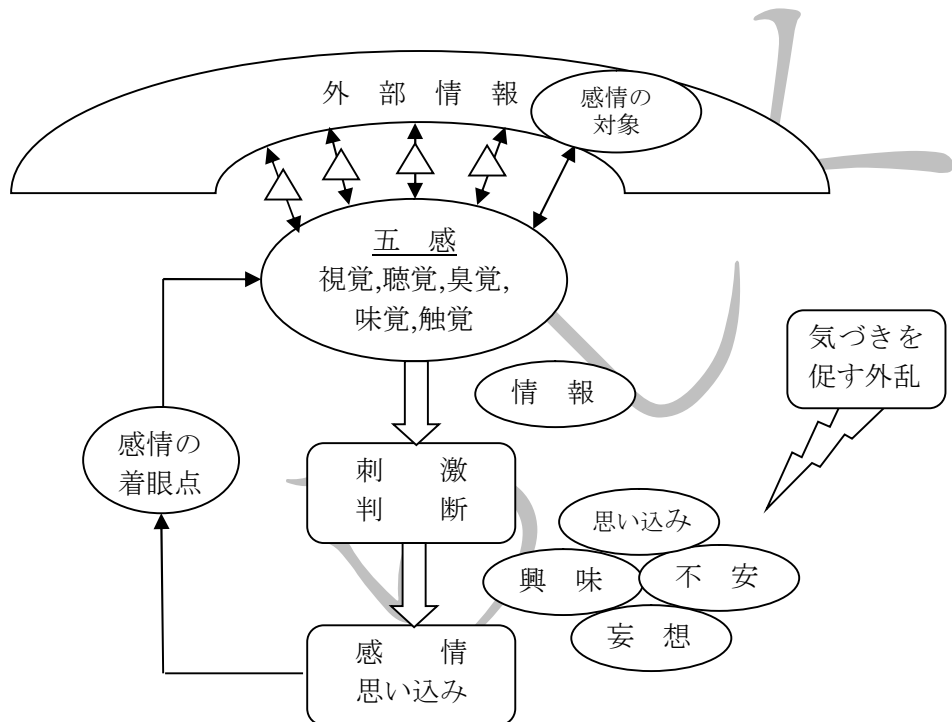 外部情報
感情の
対象
五感
視覚,聴覚,臭覚,
味覚,触覚
気づきを
促す外乱
情報
感情の
着眼点
刺激
判断
思い込み
興味
不安
妄想
感情
思い込み